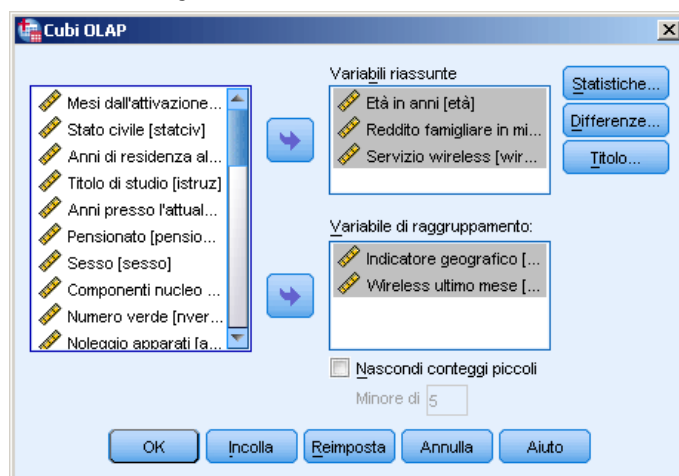 Cubi OLAP
Mesi dall'attivazione...
Stato civile [statciv]
Anni di residenza al...
Titolo di studio [istruz]
Anni presso l'attual...
Pensionato [pensio...
Sesso [sesso]
Componenti nucleo ...
Numero verde [nver...
Noleggio apparati [a...
Variabili riassunte
Età in anni [età]
Reddito famigliare in mi...
Servizio wireless [wir...
Variabile di raggruppamento:
Indicatore geografico [...
Wireless ultimo mese [...
Nascondi conteggi piccoli
Minore di 5
Statistiche...
Differenze...
Titolo...
OK
Incolla
Reimposta
Annulla
Aiuto